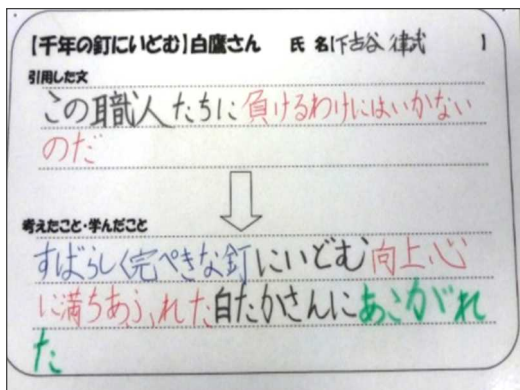 【千年の釘にいどむ】白鷹さん 氏 名(下古谷 律武 )
引用した文
この職人たちに負けるわけにはいかない
のだ
考えたこと・学んだこと
すばらしく完ぺきな釘にいどむ向上心
に満ちあふれた白たかさんにあこがれ
た